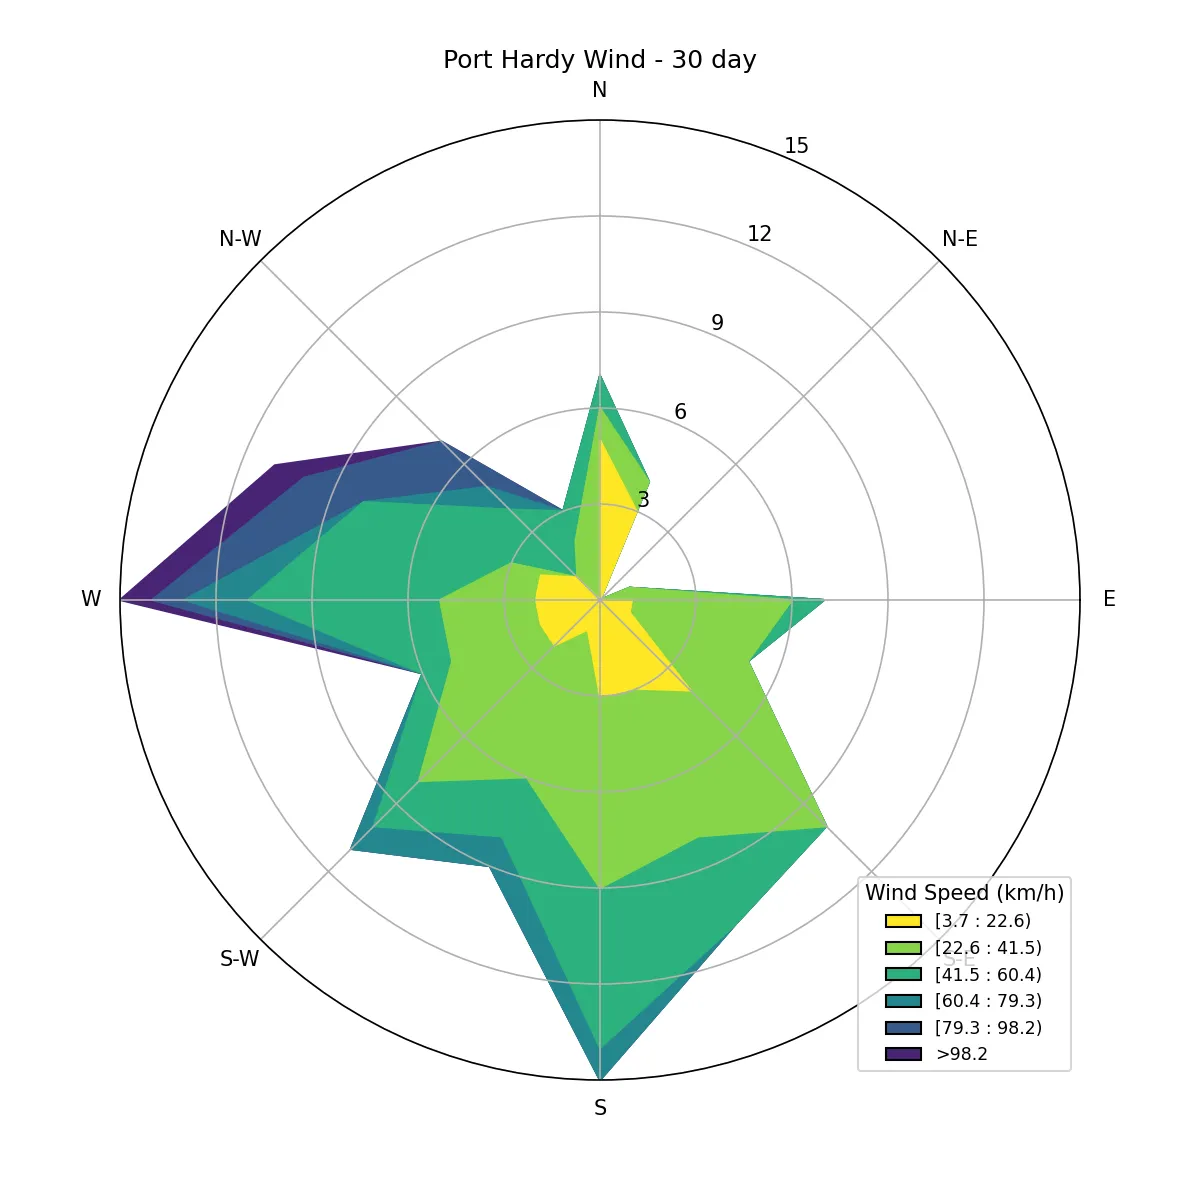 Port Hardy Wind - 30 day
N
15
N-W
12
N-E
9
6
3
W
E
S-W
S-E
S
Wind Speed (km/h)
[3.7 : 22.6)
[22.6 : 41.5)
[41.5 : 60.4)
[60.4 : 79.3)
[79.3 : 98.2)
>98.2